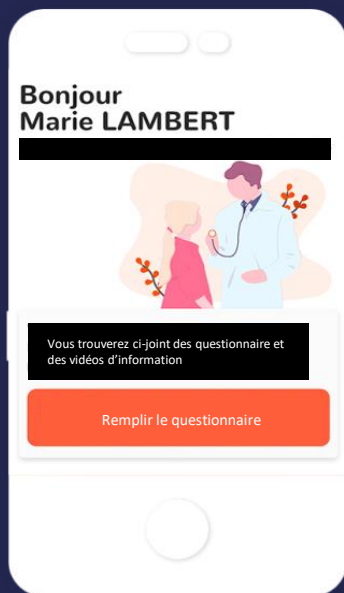 Bonjour
Marie LAMBERT
Vous trouverez ci-joint des questionnaire et
des vidéos d'information
Remplir le questionnaire